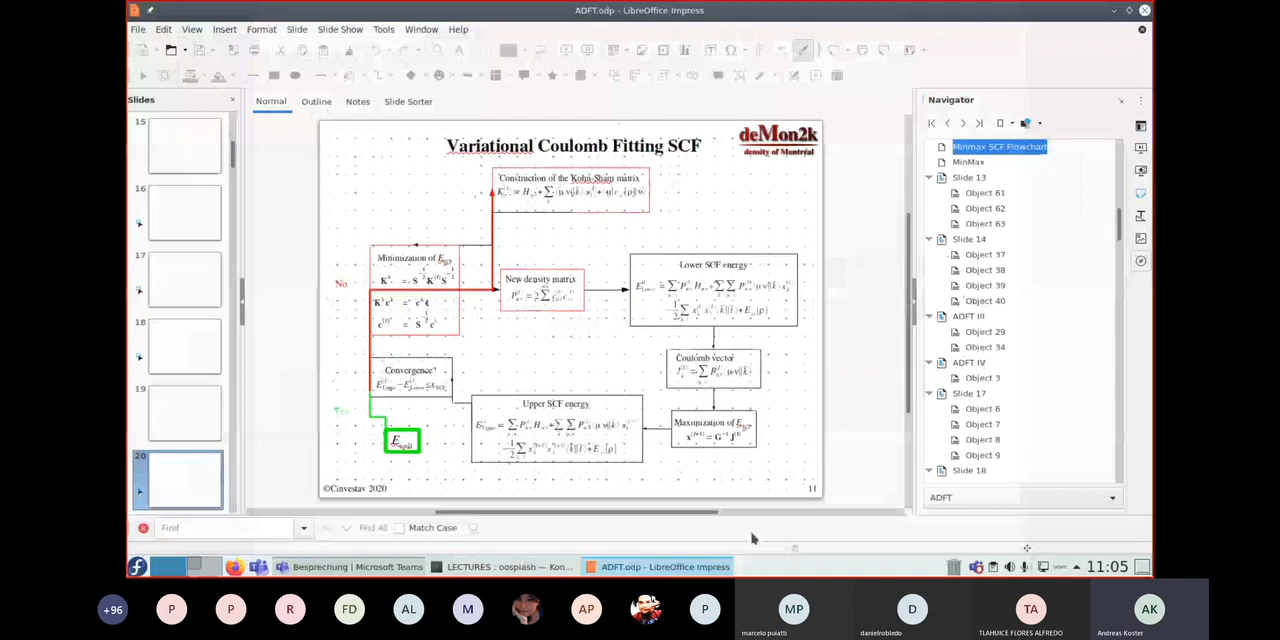 ADFT.odp - LibreOffice Impress
File Edit View Insert Format Slide Slide Show Tools Window Help
Slides
Normal Outline Notes Slide Sorter
Navigator
15
16
17
18
19
20
Variational Coulomb Fitting SCF
deMon2k
density of Montréal
Construction of the Kohn-Sham matrix
Minimization of
No
New density matrix
Lower SCF energy
Coulomb vector
Convergence?
Yes
Upper SCF energy
Maximization of
©Cinvestav 2020
11
Minmax SCF Flowchart
MinMax
Slide 13
Object 61
Object 62
Object 63
Slide 14
Object 37
Object 38
Object 39
Object 40
ADFT III
Object 29
Object 34
ADFT IV
Object 3
Slide 17
Object 6
Object 7
Object 8
Object 9
Slide 18
ADFT
Find
Find All
Match Case
Besprechung | Microsoft Teams
LECTURES : oosplash — Kon...
ADFT.odp - LibreOffice Impress
11:05
+96
P
P
R
FD
AL
M
AP
P
MP
D
TA
AK
marcelo puiatti
danielrobledo
TLAHUICE FLORES ALFREDO
Andreas Koster